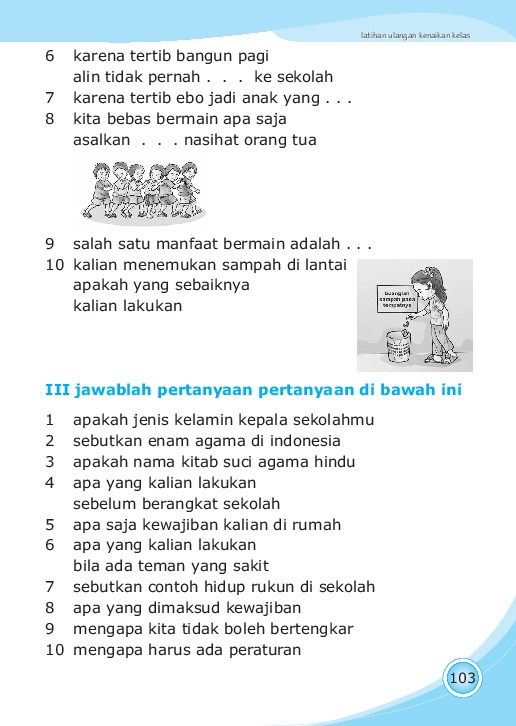 latihan ulangan kenaikan kelas
6 karena tertib bangun pagi
alin tidak pernah . . . ke sekolah
7 karena tertib ebo jadi anak yang . . .
8 kita bebas bermain apa saja
asalkan . . . nasihat orang tua
9 salah satu manfaat bermain adalah . . .
10 kalian menemukan sampah di lantai
apakah yang sebaiknya
kalian lakukan
buanglah
sampah pada
tempatnya
III jawablah pertanyaan pertanyaan di bawah ini
1 apakah jenis kelamin kepala sekolahmu
2 sebutkan enam agama di indonesia
3 apakah nama kitab suci agama hindu
4 apa yang kalian lakukan
sebelum berangkat sekolah
5 apa saja kewajiban kalian di rumah
6 apa yang kalian lakukan
bila ada teman yang sakit
7 sebutkan contoh hidup rukun di sekolah
8 apa yang dimaksud kewajiban
9 mengapa kita tidak boleh bertengkar
10 mengapa harus ada peraturan
103